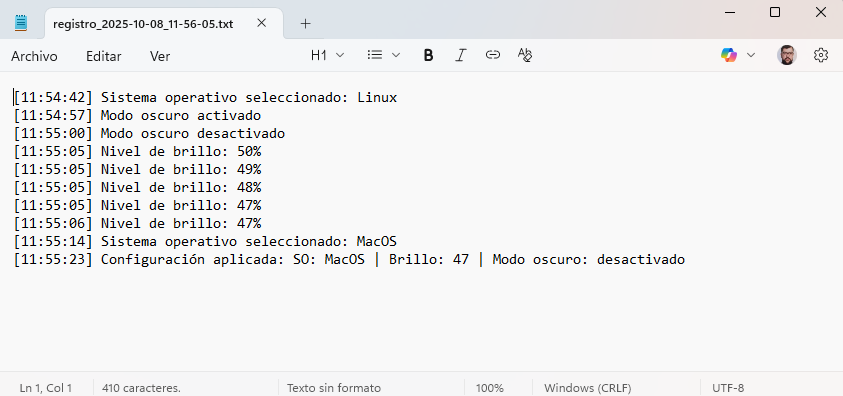 registro_2025-10-08_11-56-05.txt
Archivo Editar Ver H1 B I
[11:54:42] Sistema operativo seleccionado: Linux
[11:54:57] Modo oscuro activado
[11:55:00] Modo oscuro desactivado
[11:55:05] Nivel de brillo: 50%
[11:55:05] Nivel de brillo: 49%
[11:55:05] Nivel de brillo: 48%
[11:55:05] Nivel de brillo: 47%
[11:55:06] Nivel de brillo: 47%
[11:55:14] Sistema operativo seleccionado: MacOS
[11:55:23] Configuración aplicada: SO: MacOS | Brillo: 47 | Modo oscuro: desactivado
Ln 1, Col 1 410 caracteres. Texto sin formato 100% Windows (CRLF) UTF-8